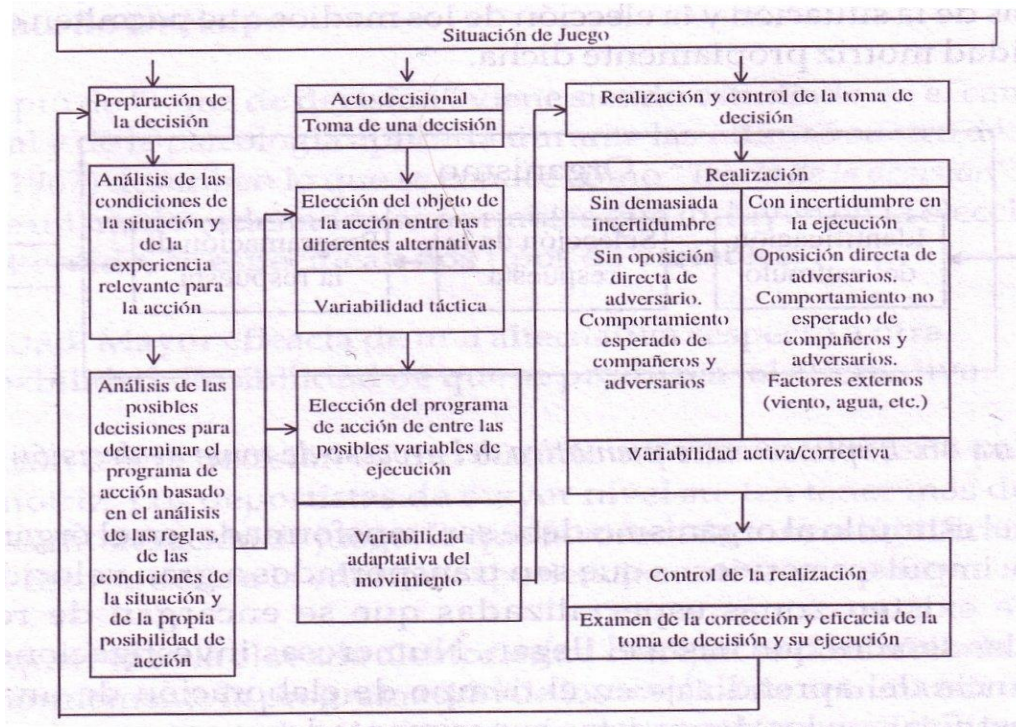 Situación de Juego
Preparación de
la decisión
Acto decisional
Toma de una decisión
Realización y examen de la toma de
decisión
Análisis de las
condiciones de
la situación y
de la
experiencia
relevante para
la acción
Elección del objeto de
la acción entre
diferentes alternativas
Variabilidad táctica
Realización
Sin demasiada
incertidumbre
Con incertidumbre en
la ejecución
Sin oposición
directa de
adversario.
Comportamiento
esperado de
compañeros y
adversarios
Oposición directa de
adversarios.
Comportamiento no
esperado de
compañeros y
adversarios.
Factores externos
(viento, agua, etc.)
Variabilidad activa/correctiva
Análisis de las
posibles
decisiones para
determinar el
programa de
acción basado
en el análisis
de las reglas,
de las
condiciones de
la situación y
de la propia
posibilidad de
acción
Elección del programa
de acción de entre las
posibles variables de
ejecución
Variabilidad
adaptativa del
movimiento
Control de la realización
Examen de la corrección y eficacia de la
toma de decisión y su ejecución